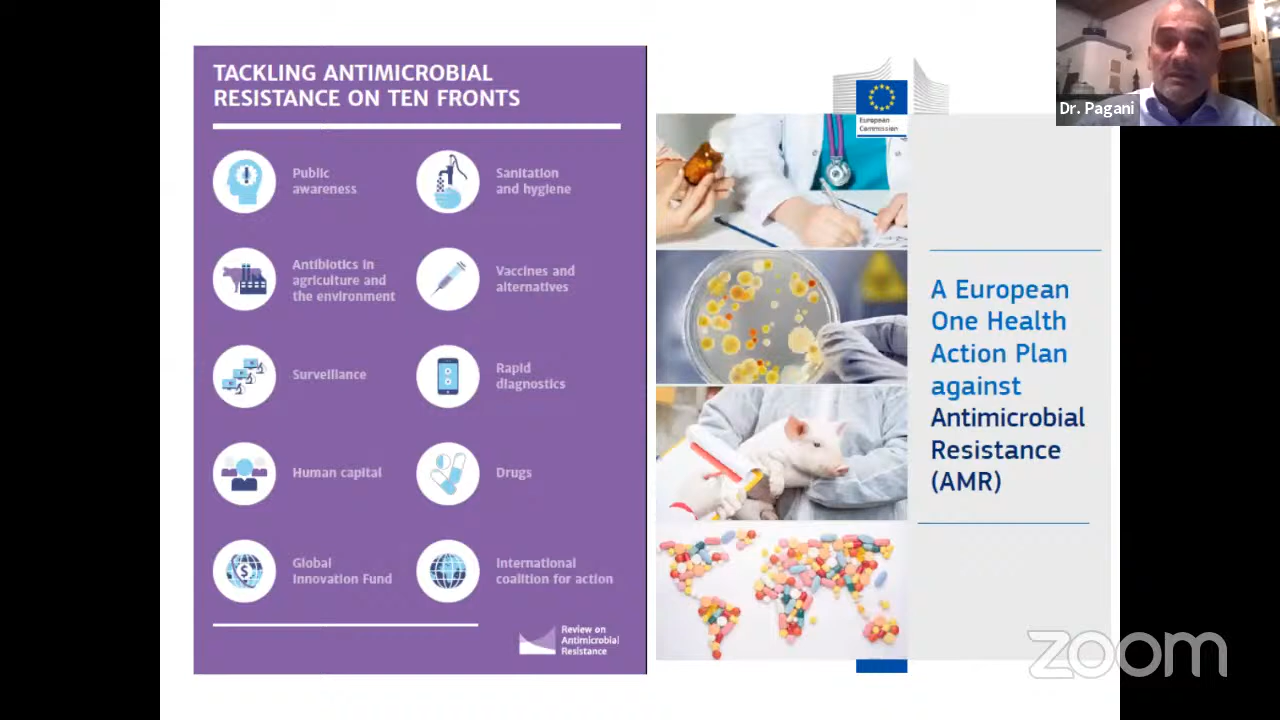 TACKLING ANTIMICROBIAL
RESISTANCE ON TEN FRONTS
Public
awareness
Sanitation
and hygiene
Antibiotics in
agriculture and
the environment
Vaccines and
alternatives
Surveillance
Rapid
diagnostics
Human capital
Drugs
Global
Innovation Fund
International
coalition for action
Review on
Antimicrobial
Resistance
European
Commission
A European
One Health
Action Plan
against
Antimicrobial
Resistance
(AMR)
Dr. Pagani
zoom